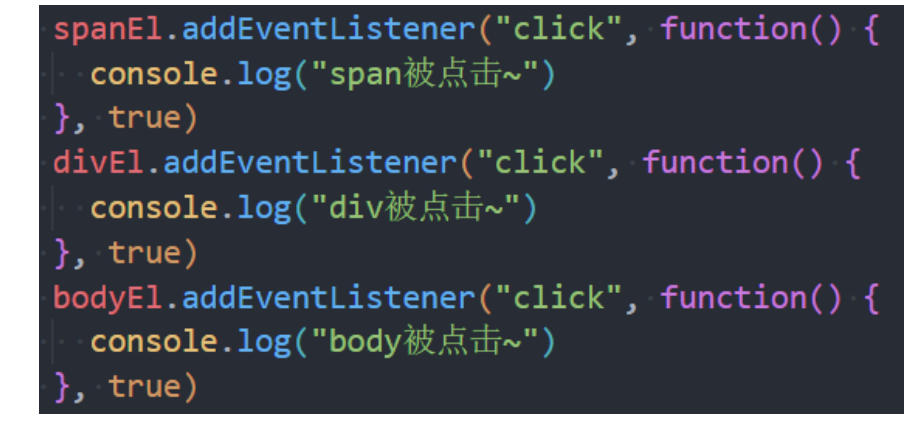 spanEl.addEventListener("click", function() {
  console.log("span被点击~")
}, true)
divEl.addEventListener("click", function() {
  console.log("div被点击~")
}, true)
bodyEl.addEventListener("click", function() {
  console.log("body被点击~")
}, true)